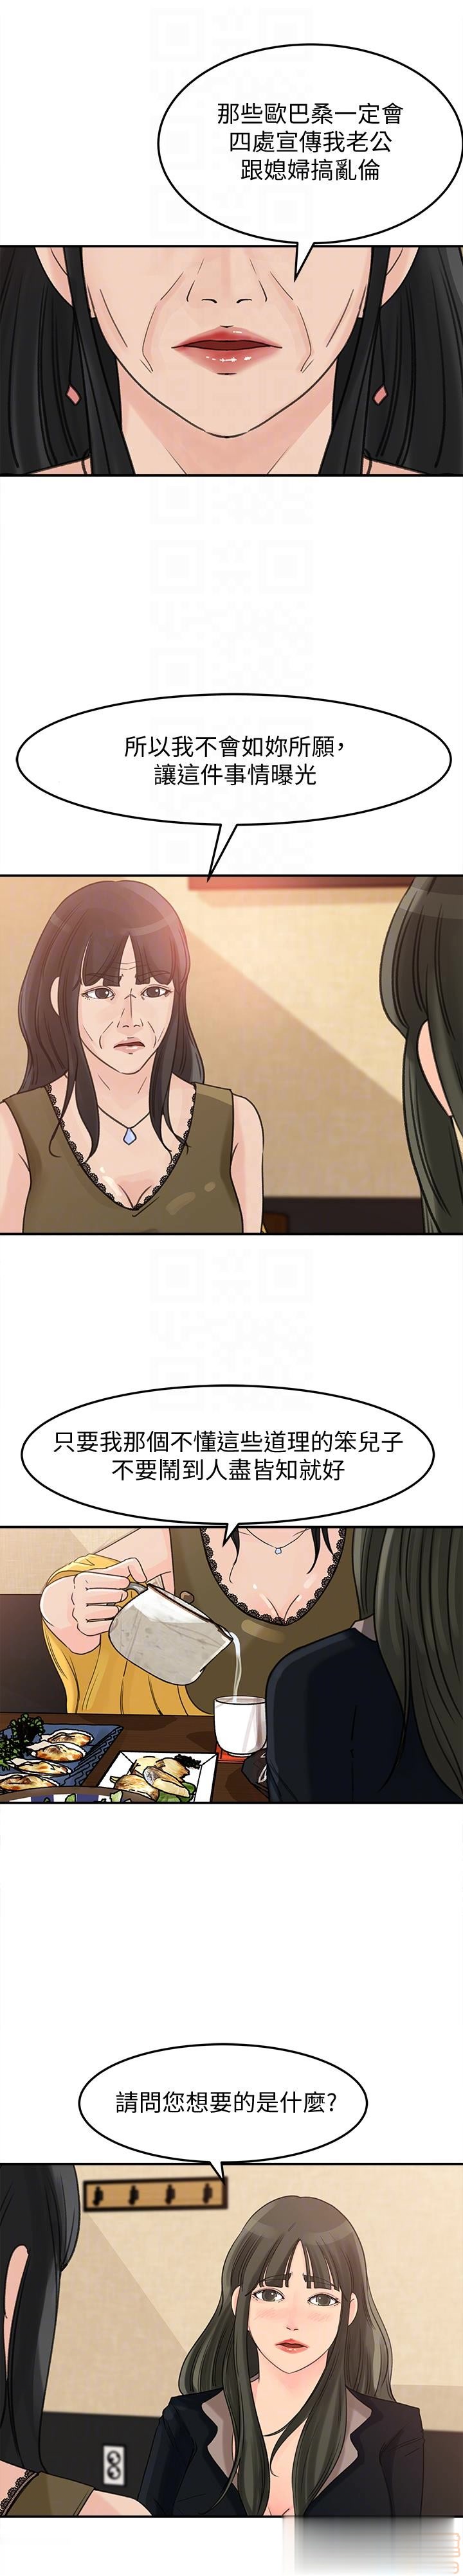 那些歐巴桑一定會
四處宣傳我老公
跟媳婦搞亂倫
所以我不會如妳所願，
讓這件事情曝光
只要我那個不懂這些道理的笨兒子
不要鬧到人盡皆知就好
請問您想要的是什麼?